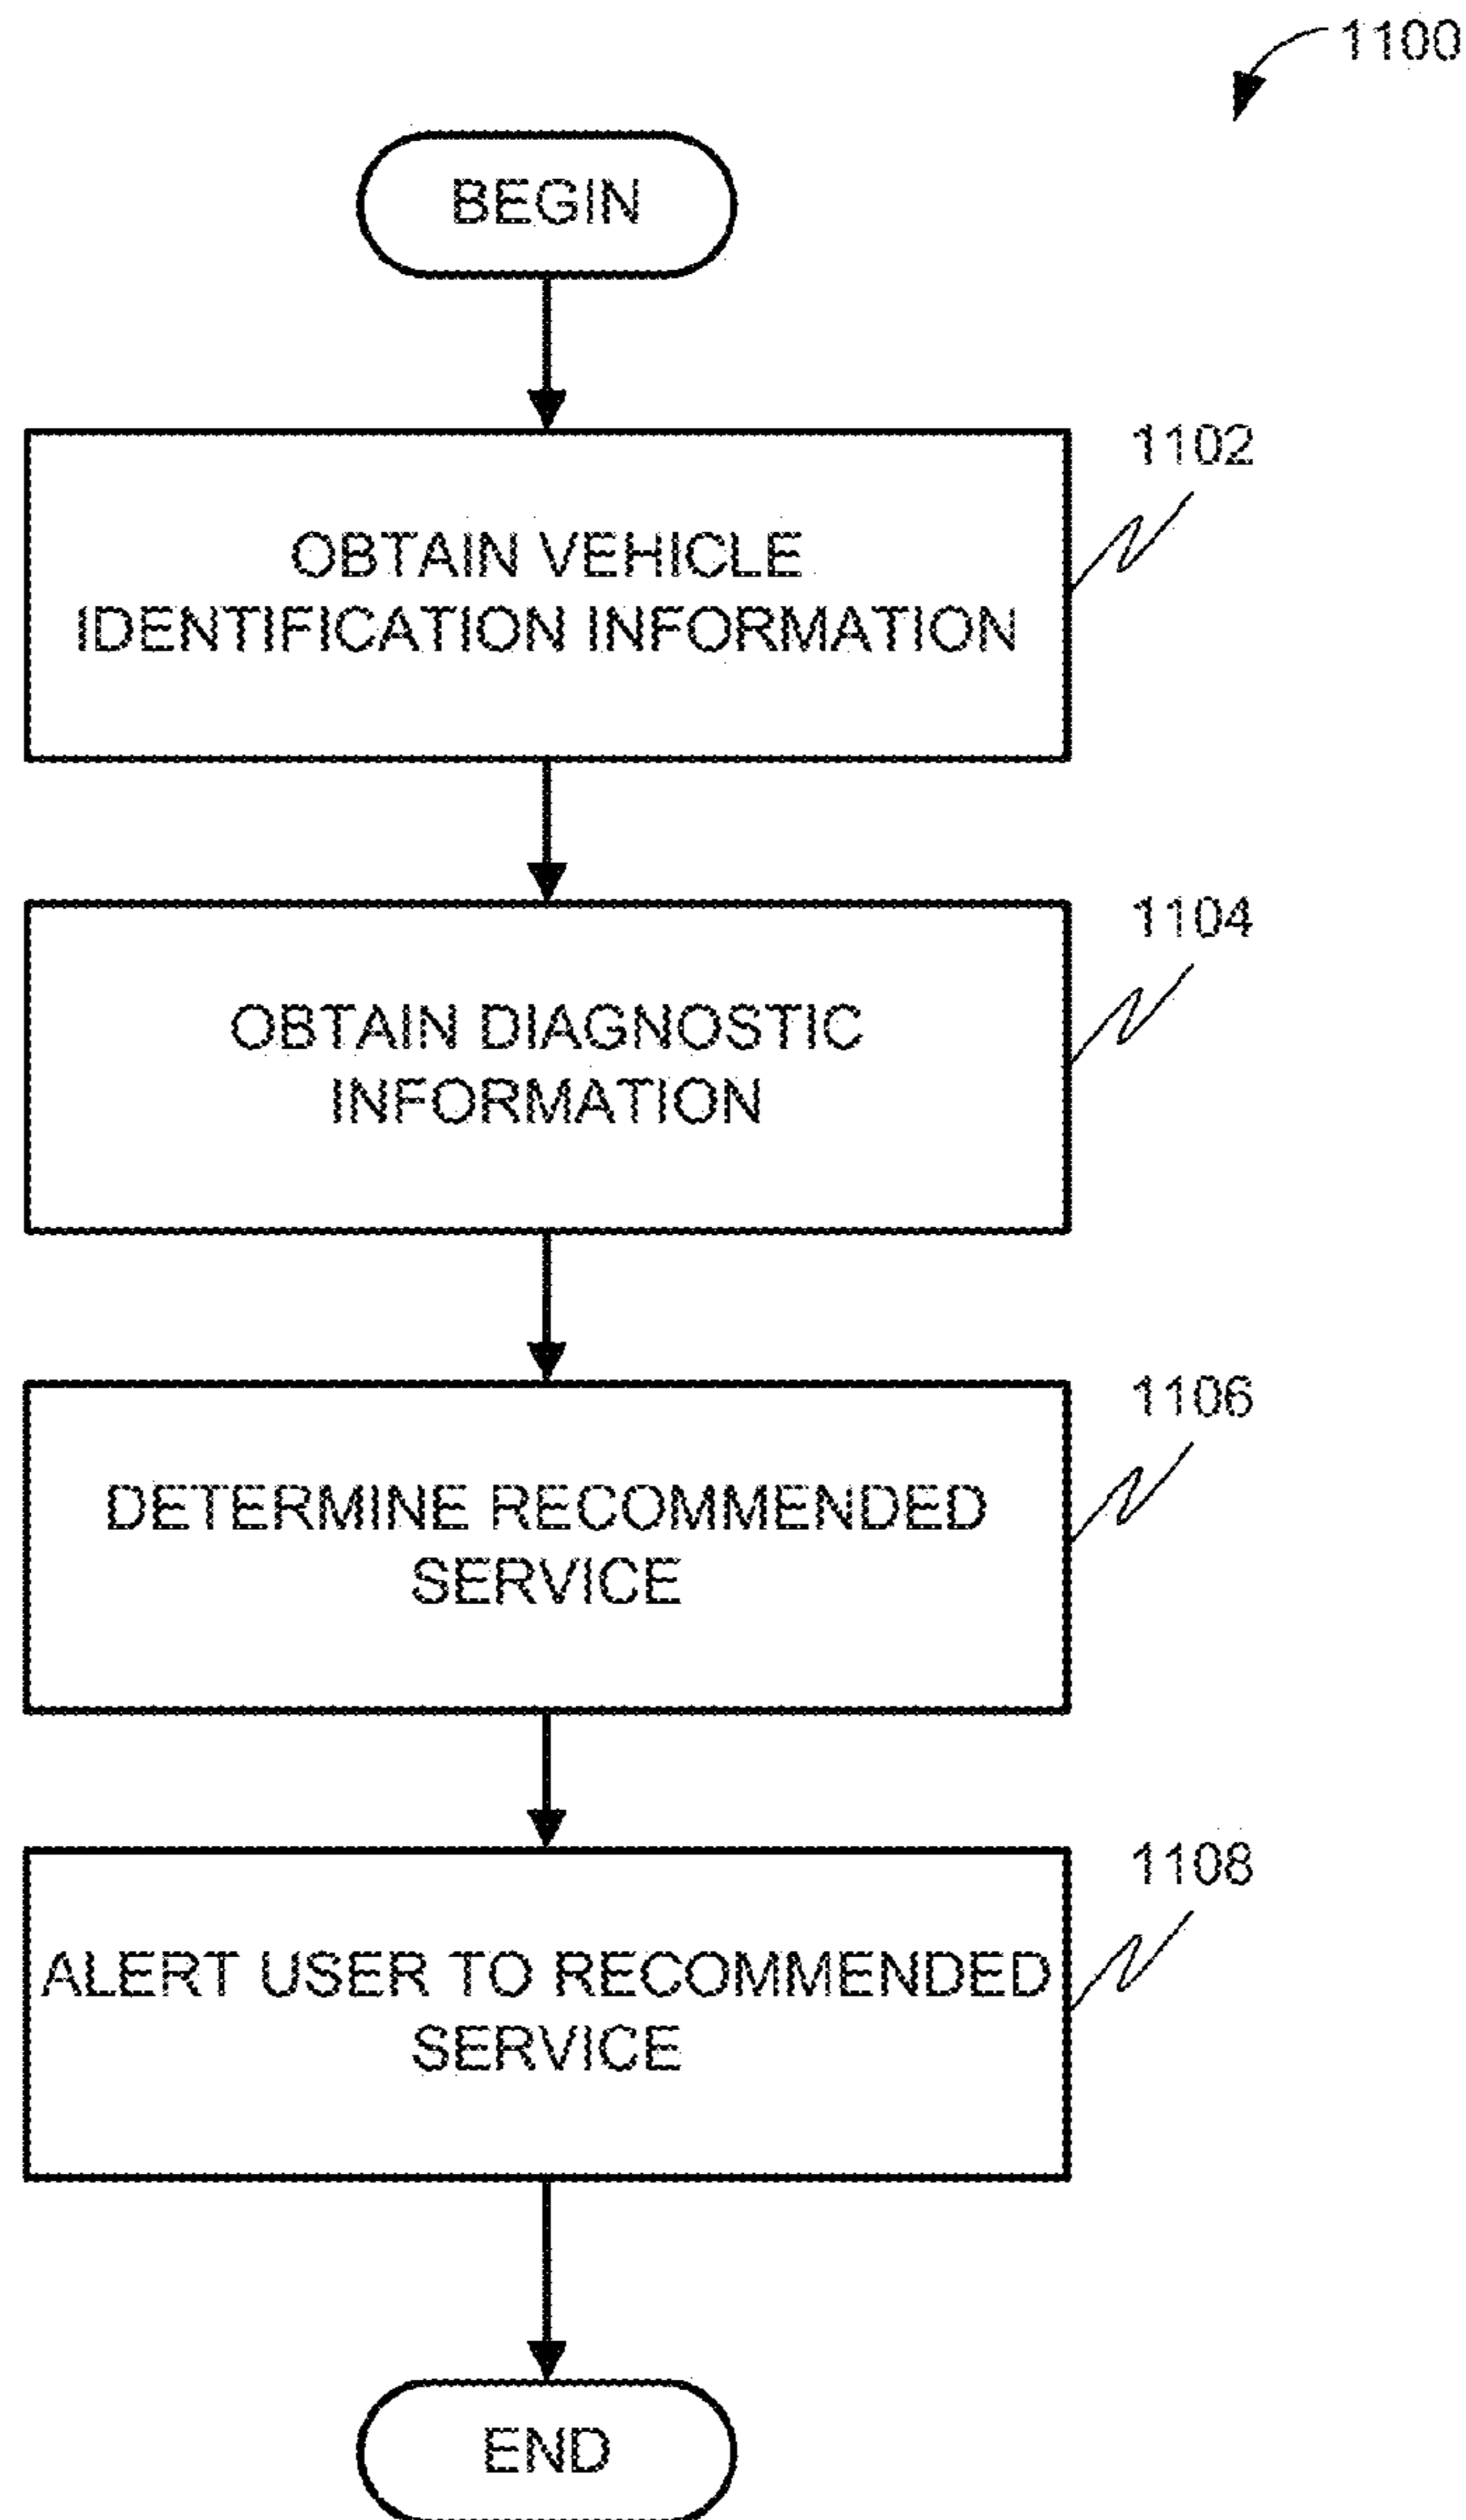 1100
BEGIN
1102
OBTAIN VEHICLE
IDENTIFICATION INFORMATION
1104
OBTAIN DIAGNOSTIC
INFORMATION
1106
DETERMINE RECOMMENDED
SERVICE
1108
ALERT USER TO RECOMMENDED
SERVICE
END